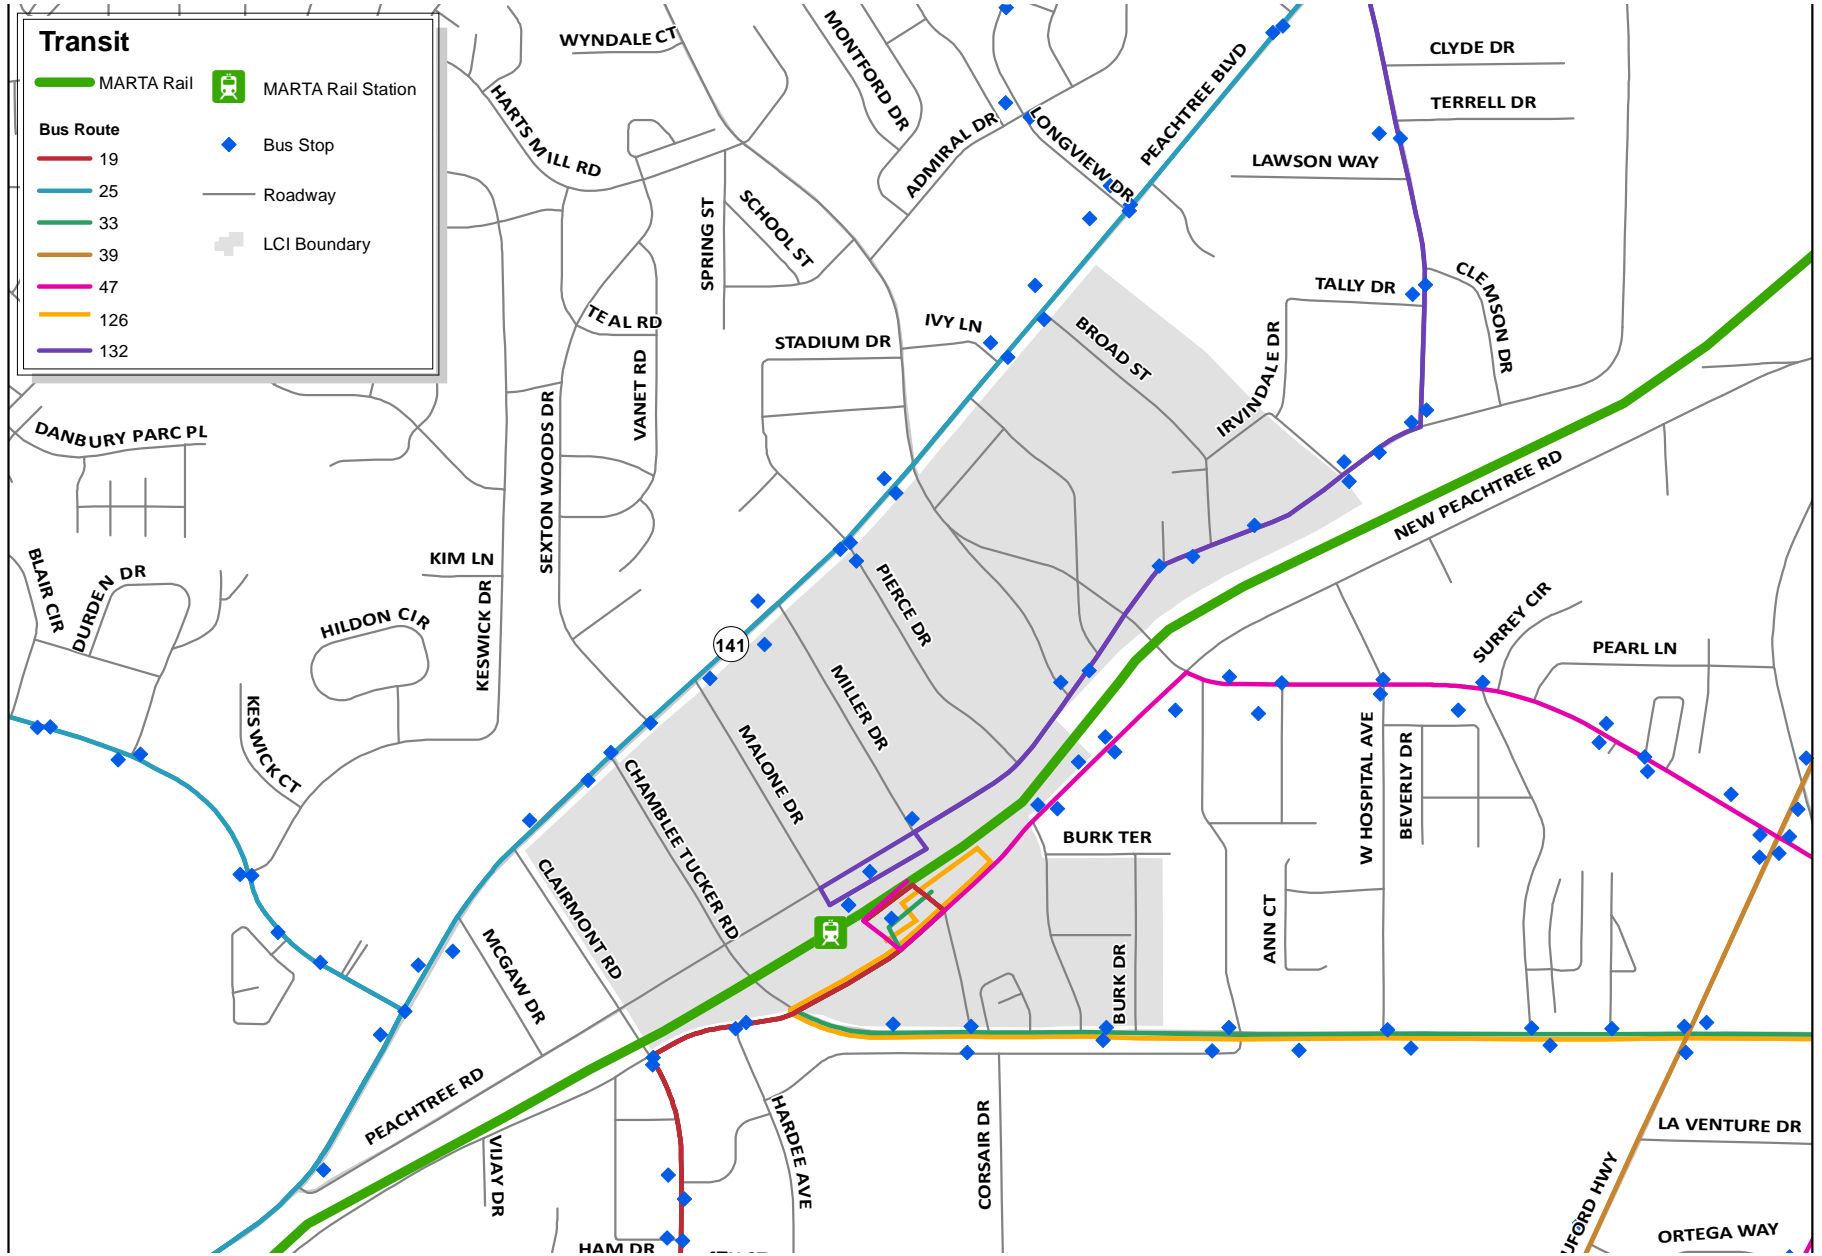 Transit
MARTA Rail
MARTA Rail Station
Bus Route
19
Bus Stop
25
Roadway
33
LCI Boundary
39
47
126
132
WYNDALE CT
MONTFORD DR
HARTS MILL RD
ADMIRAL DR
LONGVIEW DR
PEACHTREE BLVD
CLYDE DR
TERRELL DR
LAWSON WAY
SPRING ST
SCHOOL ST
TEAL RD
VANET RD
STADIUM DR
IVY LN
BROAD ST
TALLY DR
CLEMSON DR
IRVINDALE DR
NEW PEACHTREE RD
DANBURY PARC PL
SEXTON WOODS DR
BLAIR CIR
DURDEN DR
KIM LN
HILDON CIR
KESWICK DR
KESWICK CT
141
PIERCE DR
MILLER DR
MALONE DR
CHAMBLEE TUCKER RD
CLAIRMONT RD
MCGAW DR
SURREY CIR
PEARL LN
W HOSPITAL AVE
BEVERLY DR
BURK TER
ANN CT
BURK DR
PEACHTREE RD
VIJAY DR
HARDEE AVE
CORSAIR DR
LA VENTURE DR
UFORD HWY
ORTEGA WAY
HAM DR